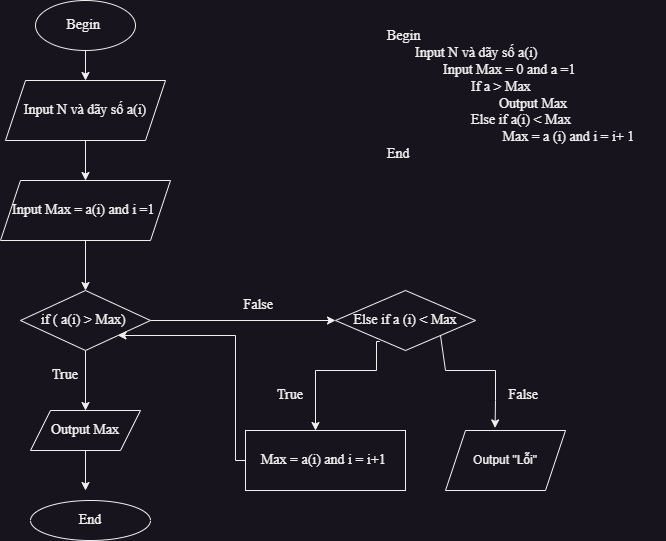 Begin
Input N và dãy số a(i)
Input Max = a(i) and i =1
if ( a(i) > Max)
False
Else if a (i) < Max
True
Output Max
End
True
Max = a(i) and i = i+1
False
Output "Lỗi"
Begin
Input N và dãy số a(i)
Input Max = 0 and a =1
If a > Max
Output Max
Else if a(i) < Max
Max = a (i) and i = i+ 1
End